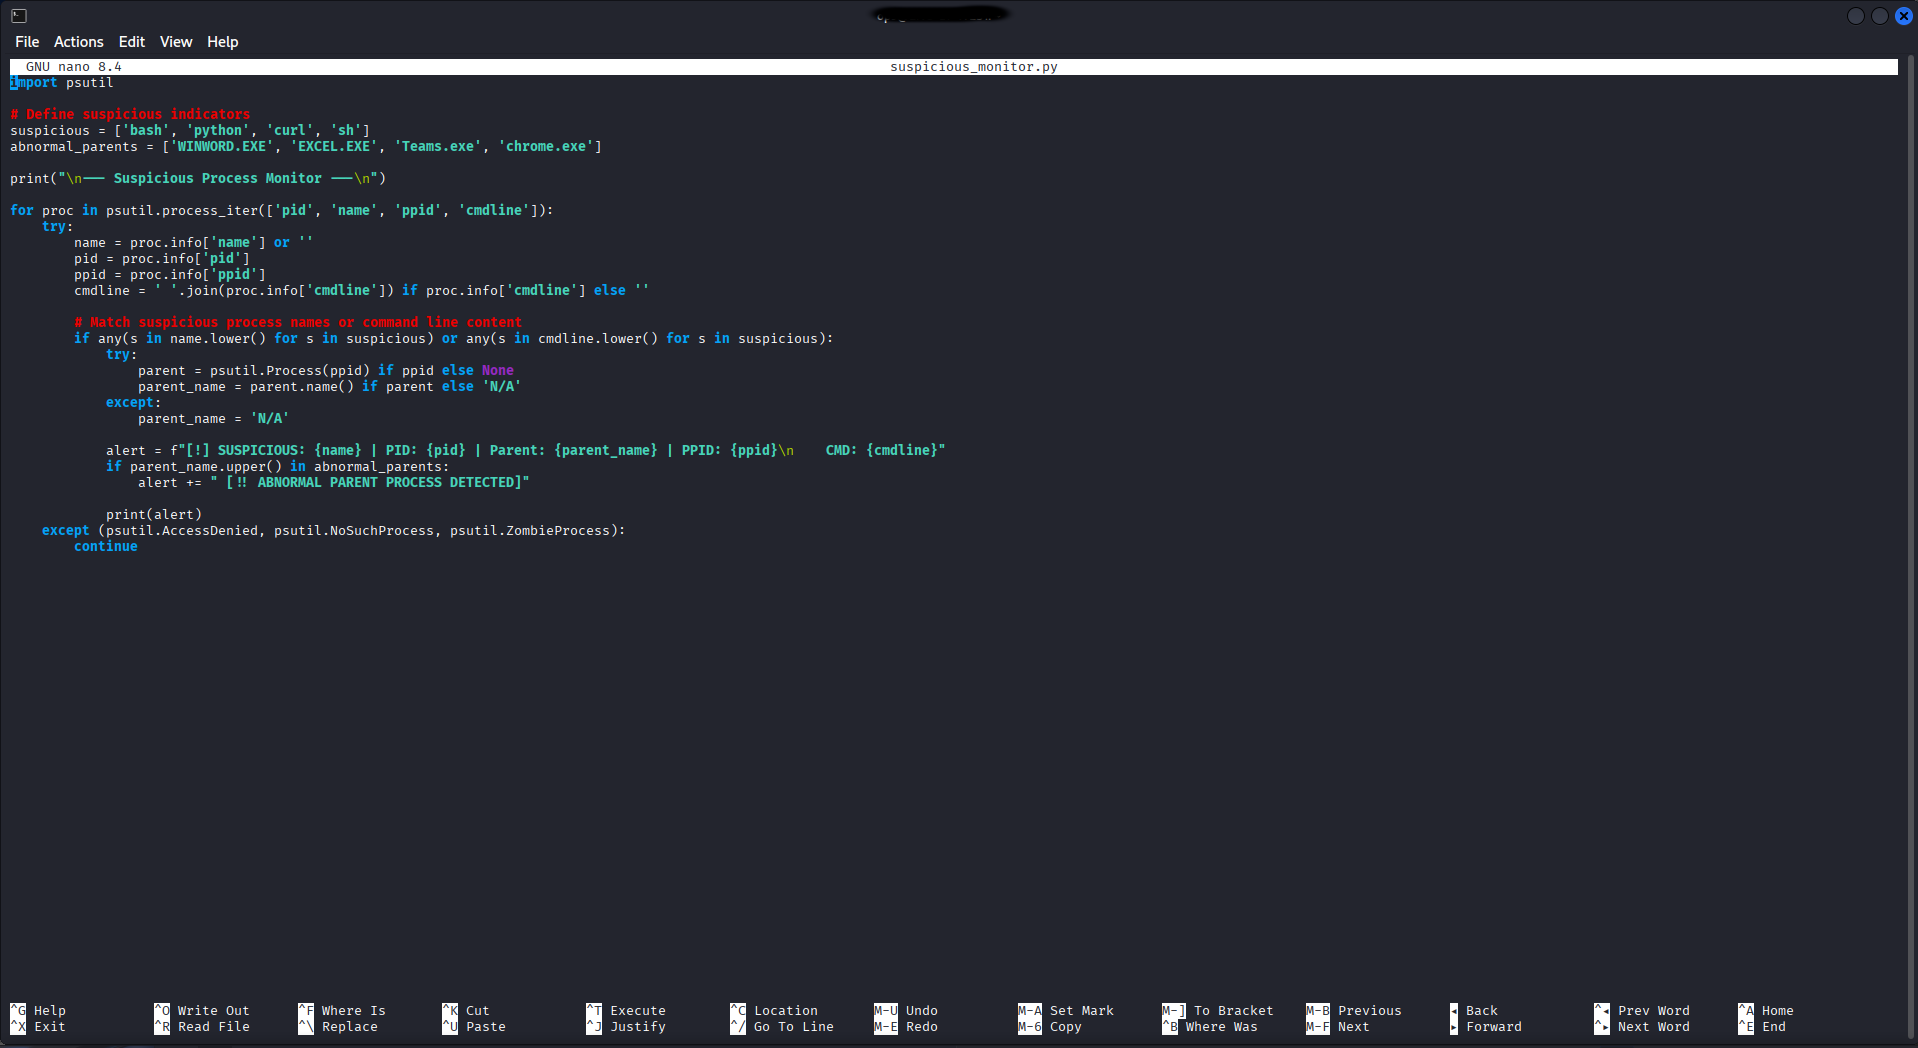 File Actions Edit View Help
GNU nano 8.4 suspicious_monitor.py
import psutil
# Define suspicious indicators
suspicious = ['bash', 'python', 'curl', 'sh']
abnormal_parents = ['WINWORD.EXE', 'EXCEL.EXE', 'Teams.exe', 'chrome.exe']
print("\n--- Suspicious Process Monitor ---\n")
for proc in psutil.process_iter(['pid', 'name', 'ppid', 'cmdline']):
    try:
        name = proc.info['name'] or ''
        pid = proc.info['pid']
        ppid = proc.info['ppid']
        cmdline = ' '.join(proc.info['cmdline']) if proc.info['cmdline'] else ''
        # Match suspicious process names or command line content
        if any(s in name.lower() for s in suspicious) or any(s in cmdline.lower() for s in suspicious):
            try:
                parent = psutil.Process(ppid) if ppid else None
                parent_name = parent.name() if parent else 'N/A'
            except:
                parent_name = 'N/A'
            alert = f"[!] SUSPICIOUS: {name} | PID: {pid} | Parent: {parent_name} | PPID: {ppid}\n    CMD: {cmdline}"
            if parent_name.upper() in abnormal_parents:
                alert += " [!! ABNORMAL PARENT PROCESS DETECTED]"
            print(alert)
    except (psutil.AccessDenied, psutil.NoSuchProcess, psutil.ZombieProcess):
        continue
^G Help ^O Write Out ^F Where Is ^K Cut ^T Execute ^C Location M-U Undo M-A Set Mark M-] To Bracket M-B Previous ◂ Back ^◂ Prev Word ^A Home
^X Exit ^R Read File ^\ Replace ^U Paste ^J Justify ^/ Go To Line M-E Redo M-6 Copy ^B Where Was M-F Next ▸ Forward ^▸ Next Word ^E End